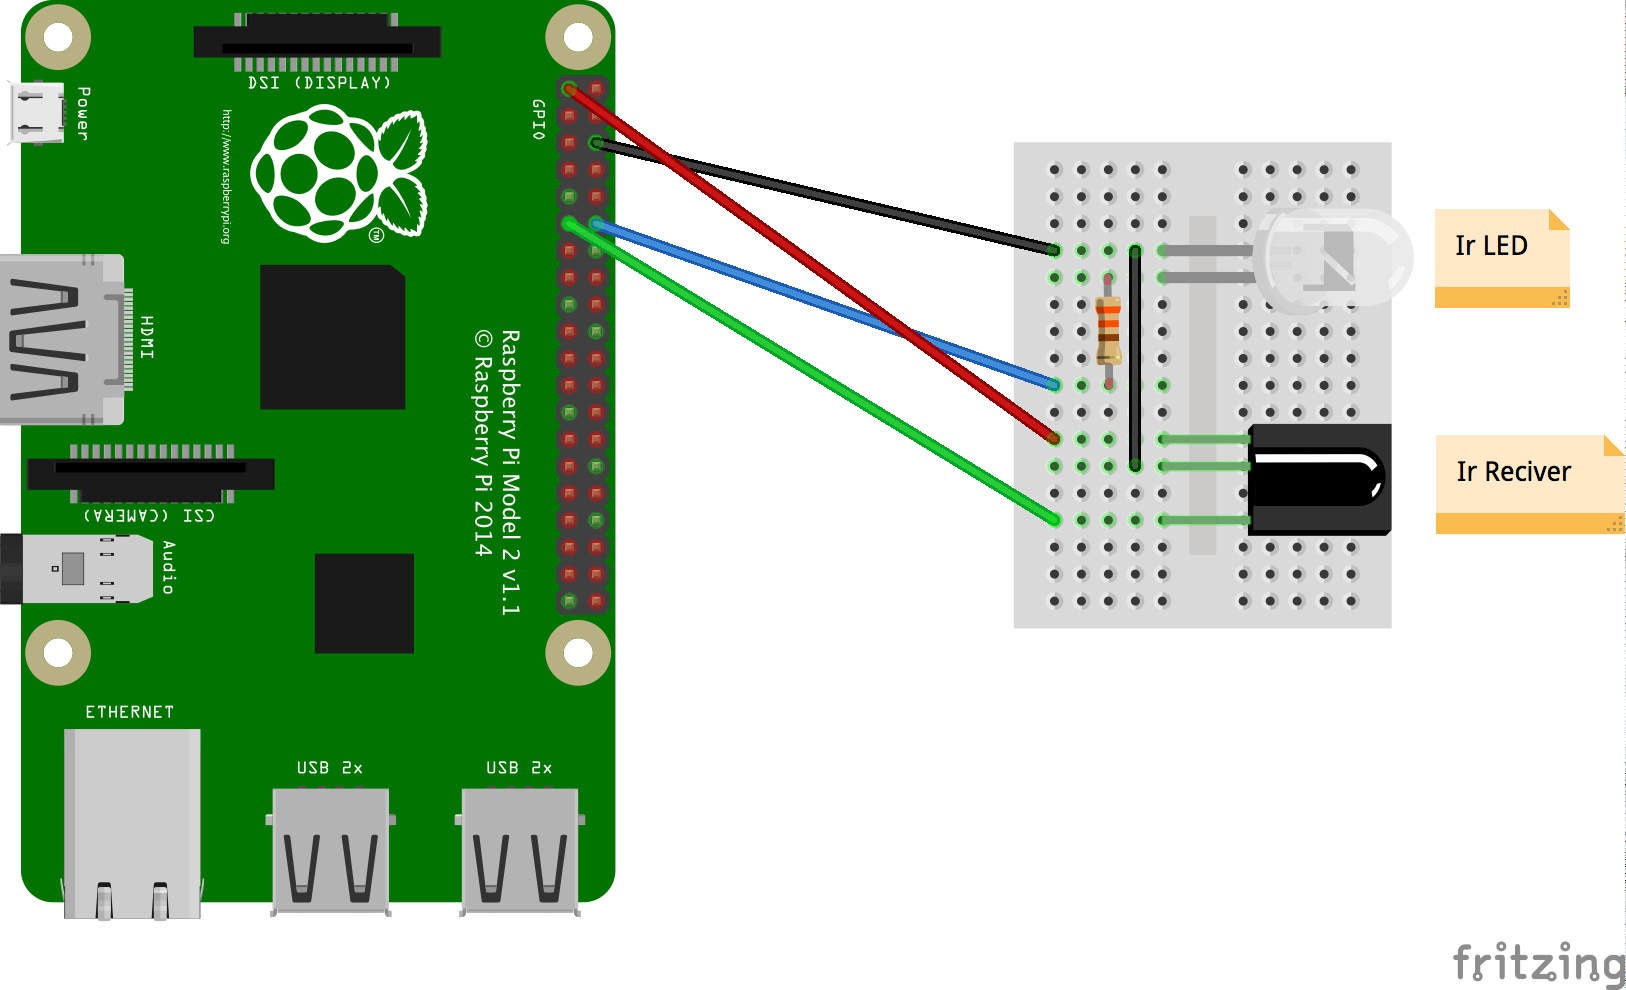 DSI (DISPLAY)
Power
http://www.raspberrypi.org
GPIO
TM
HDMI
Raspberry Pi Model 2 v1.1
© Raspberry Pi 2014
CSI (CAMERA)
Audio
ETHERNET
USB 2x
USB 2x
Ir LED
Ir Reciver
fritzing